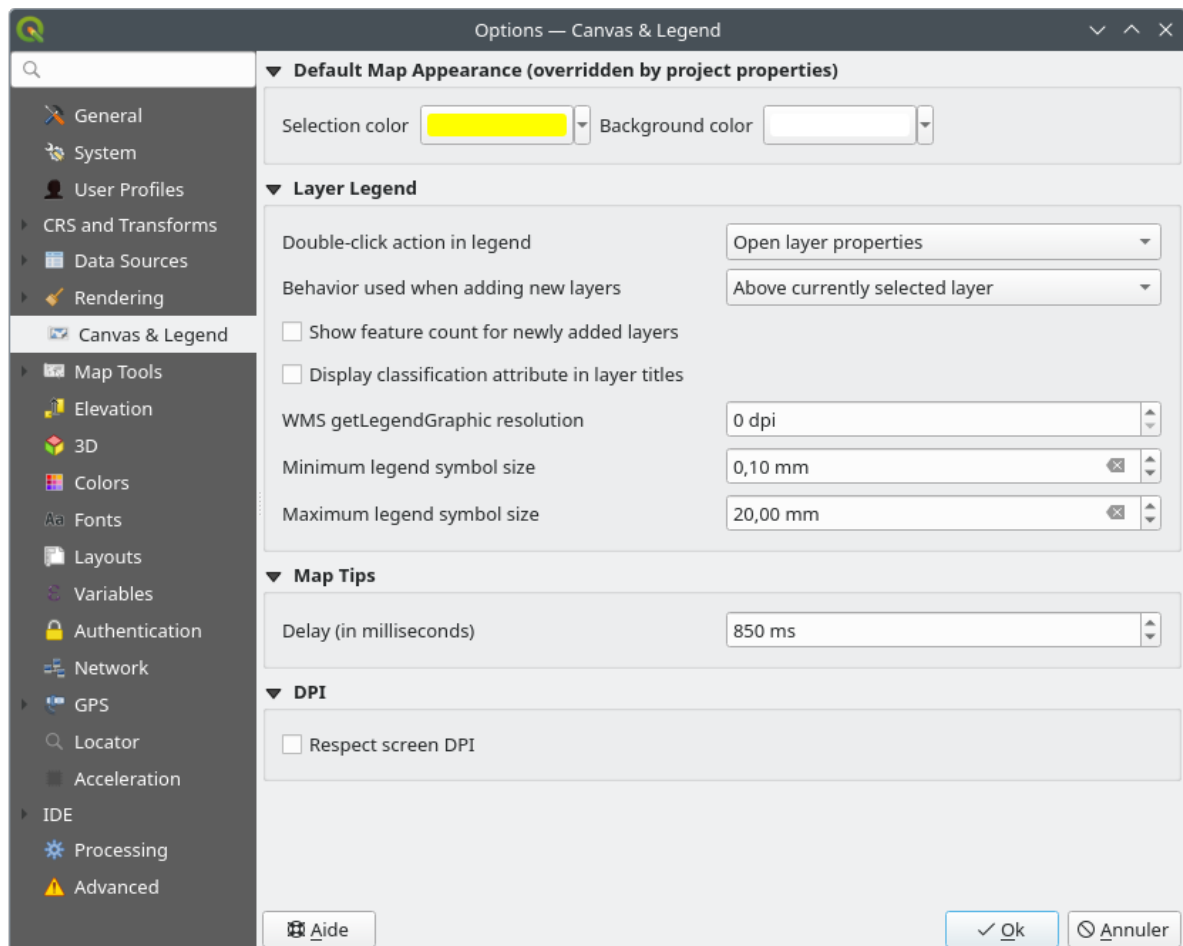 Options — Canvas & Legend
General
System
User Profiles
CRS and Transforms
Data Sources
Rendering
Canvas & Legend
Map Tools
Elevation
3D
Colors
Aa Fonts
Layouts
ε Variables
Authentication
Network
GPS
Locator
Acceleration
IDE
Processing
Advanced
Default Map Appearance (overridden by project properties)
Selection color Background color
Layer Legend
Double-click action in legend Open layer properties
Behavior used when adding new layers Above currently selected layer
Show feature count for newly added layers
Display classification attribute in layer titles
WMS getLegendGraphic resolution 0 dpi
Minimum legend symbol size 0,10 mm
Maximum legend symbol size 20,00 mm
Map Tips
Delay (in milliseconds) 850 ms
DPI
Respect screen DPI
Aide Ok Annuler